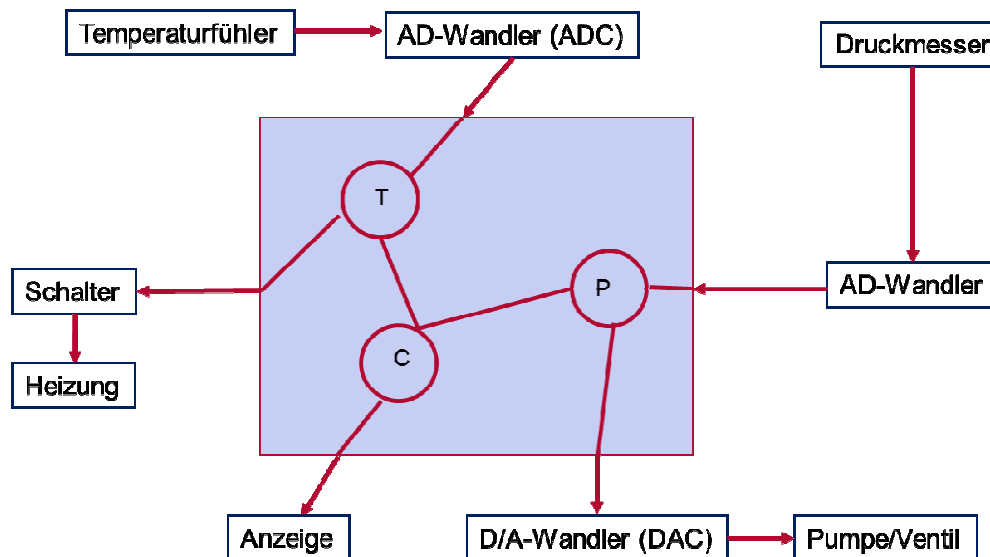 Temperaturfühler
AD-Wandler (ADC)
Druckmesser
T
Schalter
P
AD-Wandler
C
Heizung
Anzeige
D/A-Wandler (DAC)
Pumpe/Ventil